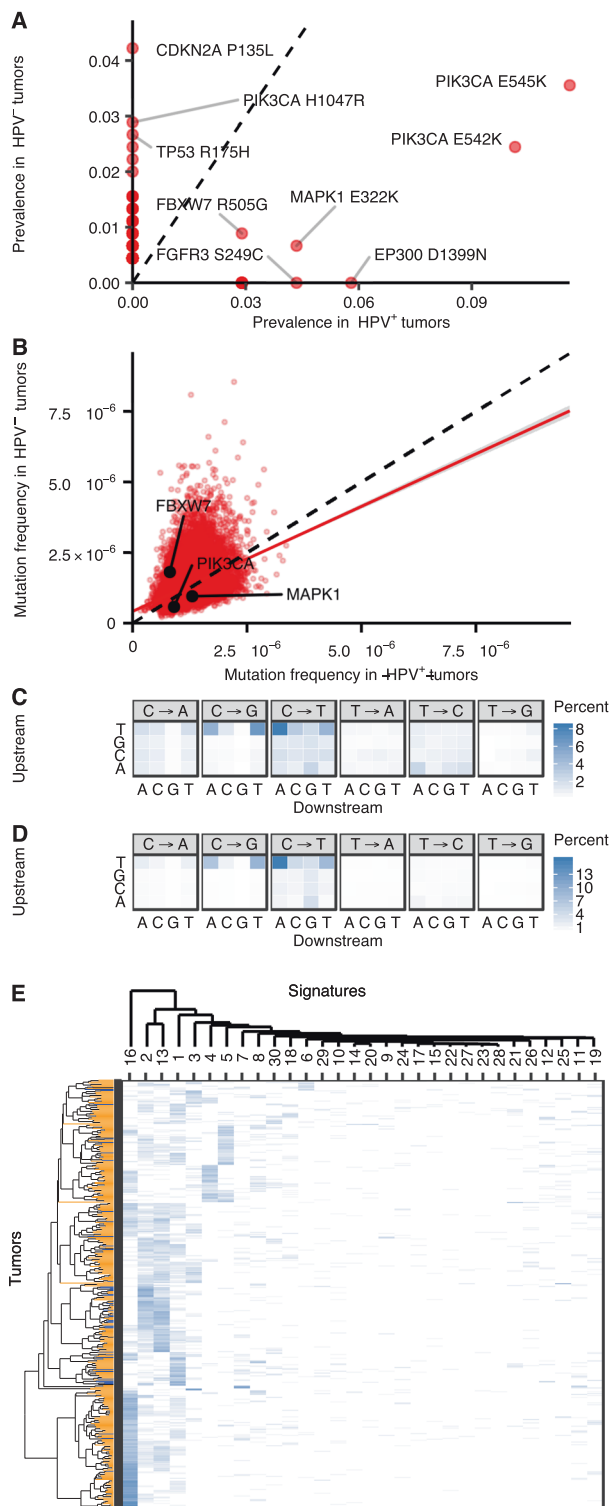 A
Prevalence in HPV⁻ tumors
0.04
0.03
0.02
0.01
0.00
CDKN2A P135L
PIK3CA H1047R
TP53 R175H
PIK3CA E545K
PIK3CA E542K
FBXW7 R505G
MAPK1 E322K
FGFR3 S249C
EP300 D1399N
0.00 0.03 0.06 0.09
Prevalence in HPV⁺ tumors
B
Mutation frequency in HPV⁻ tumors
7.5 10⁻⁶
5.0 10⁻⁶
2.5 × 10⁻⁶
0
FBXW7
PIK3CA
MAPK1
0 2.5 10⁻⁶ 5.0 10⁻⁶ 7.5 10⁻⁶
Mutation frequency in HPV⁺ tumors
C
C → A C → G C → T T → A T → C T → G
Upstream
T
G
C
A
A C G T A C G T A C G T A C G T A C G T A C G T
Downstream
Percent
8
6
4
2
D
C → A C → G C → T T → A T → C T → G
Upstream
T
G
C
A
A C G T A C G T A C G T A C G T A C G T A C G T
Downstream
Percent
13
10
7
4
1
E
Signatures
16 2 13 1 3 4 5 7 8 30 18 6 29 10 14 20 9 24 17 15 22 27 23 28 21 26 12 25 11 19
Tumors